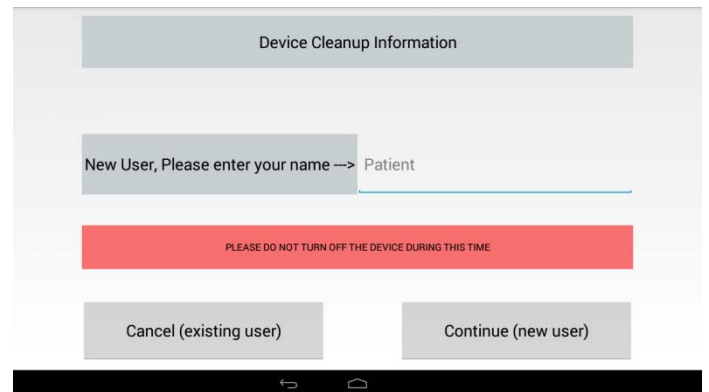 Device Cleanup Information
New User, Please enter your name ---> Patient
PLEASE DO NOT TURN OFF THE DEVICE DURING THIS TIME
Cancel (existing user) Continue (new user)